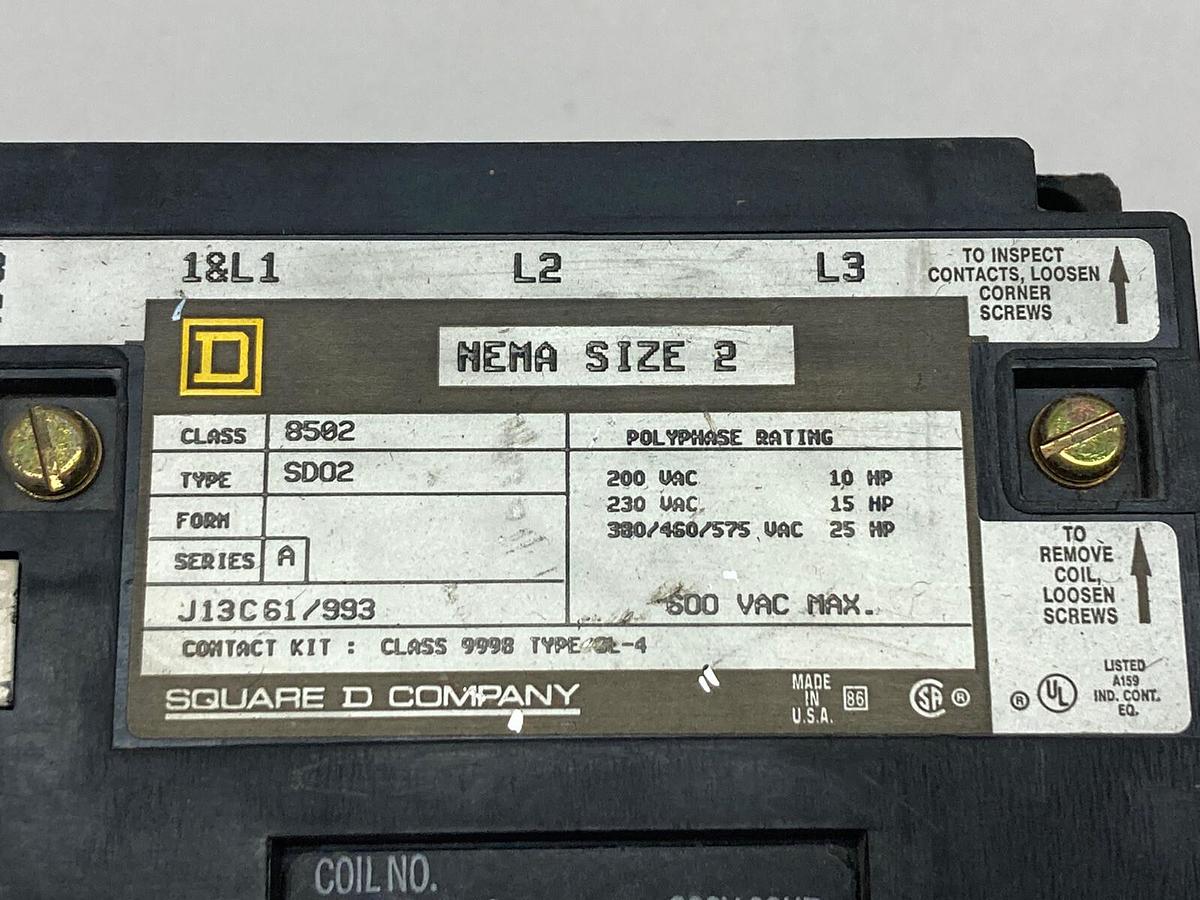 1&L1 L2 L3
TO INSPECT
CONTACTS, LOOSEN
CORNER
SCREWS
D
NEMA SIZE 2
CLASS 8502
TYPE SDO2
FORM
SERIES A
J13C61/993
POLYPHASE RATING
200 VAC 10 HP
230 VAC 15 HP
380/460/575 VAC 25 HP
600 VAC MAX.
CONTACT KIT : CLASS 9998 TYPE
SQUARE D COMPANY
MADE
IN
U.S.A.
86
SA ®
TO
REMOVE
COIL,
LOOSEN
SCREWS
® UL
LISTED
A159
IND. CONT.
EQ.
COIL NO.